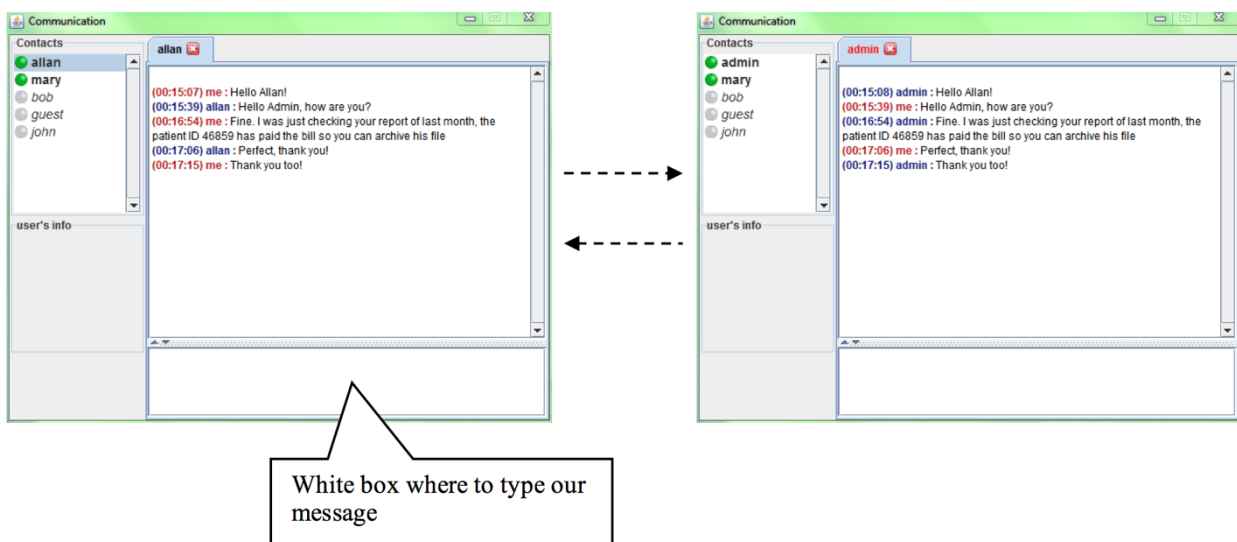 Communication
Contacts
allan
mary
bob
guest
john
user's info
allan
(00:15:07) me : Hello Allan!
(00:15:39) allan : Hello Admin, how are you?
(00:16:54) me : Fine. I was just checking your report of last month, the
patient ID 46859 has paid the bill so you can archive his file
(00:17:06) allan : Perfect, thank you!
(00:17:15) me : Thank you too!
White box where to type our
message
Communication
Contacts
admin
mary
bob
guest
john
user's info
admin
(00:15:08) admin : Hello Allan!
(00:15:39) me : Hello Admin, how are you?
(00:16:54) admin : Fine. I was just checking your report of last month, the
patient ID 46859 has paid the bill so you can archive his file
(00:17:06) me : Perfect, thank you!
(00:17:15) admin : Thank you too!